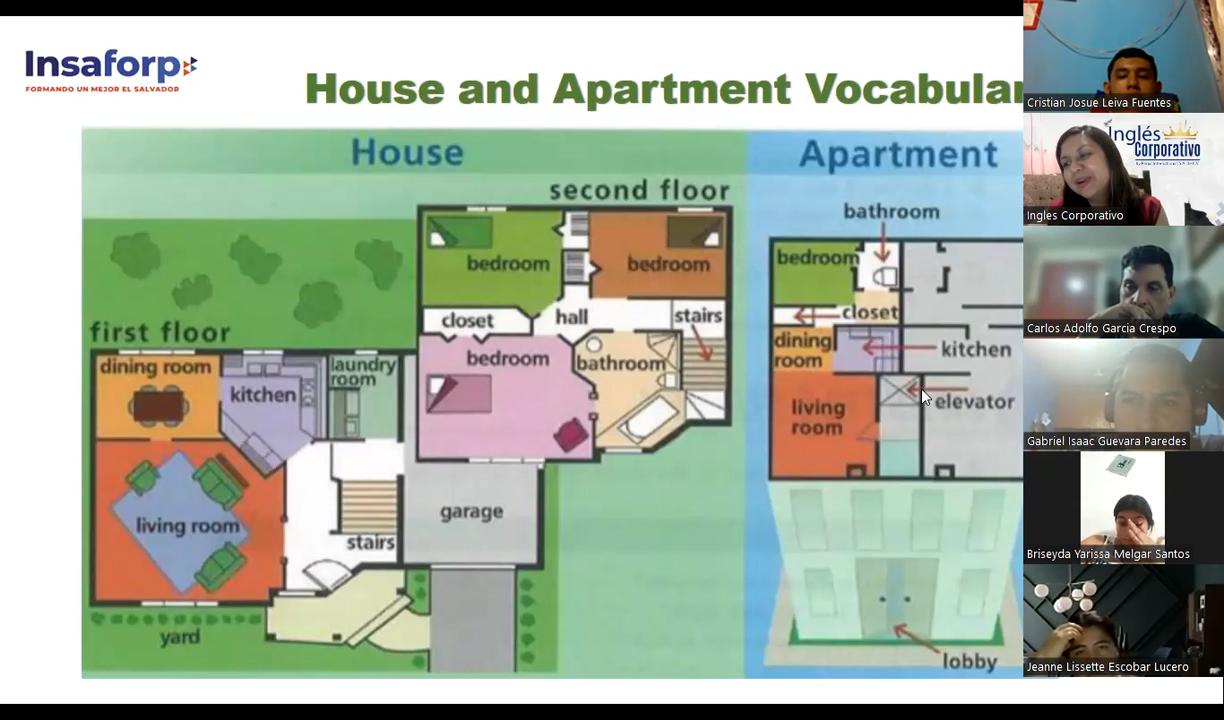 Insaforp
FORMANDO UN MEJOR EL SALVADOR
House and Apartment Vocabular
House
second floor
bedroom
bedroom
closet
hall
stairs
bedroom
bathroom
first floor
dining room
kitchen
laundry
room
living room
stairs
garage
yard
Apartment
bathroom
bedroom
closet
dining
room
kitchen
elevator
living
room
lobby
Cristian Josue Leiva Fuentes
Inglés
Corporativo
Ingles Corporativo
Carlos Adolfo Garcia Crespo
Gabriel Isaac Guevara Paredes
Briseyda Yarissa Melgar Santos
Jeanne Lissette Escobar Lucero